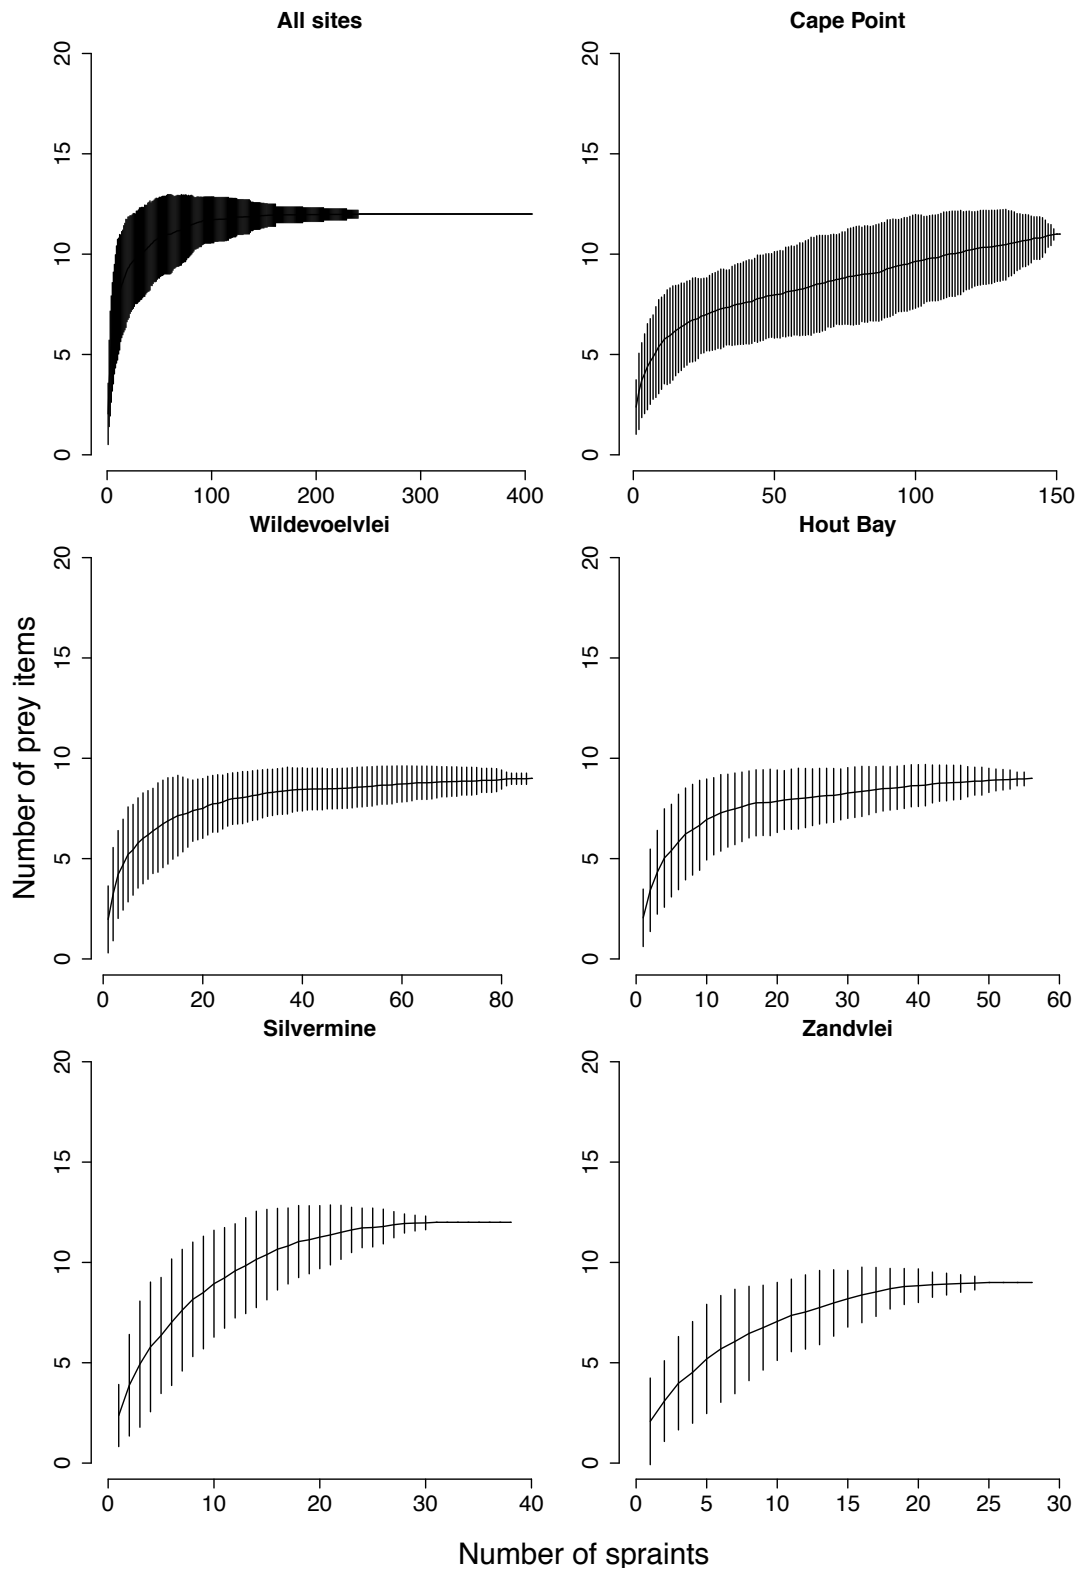 All sites
20
15
10
5
0
0 100 200 300 400
Cape Point
20
15
10
5
0
0 50 100 150
Wildevoelvlei
20
15
10
5
0
0 20 40 60 80
Hout Bay
20
15
10
5
0
0 10 20 30 40 50 60
Number of prey items
Silvermine
20
15
10
5
0
0 10 20 30 40
Zandvlei
20
15
10
5
0
0 5 10 15 20 25 30
Number of spraints